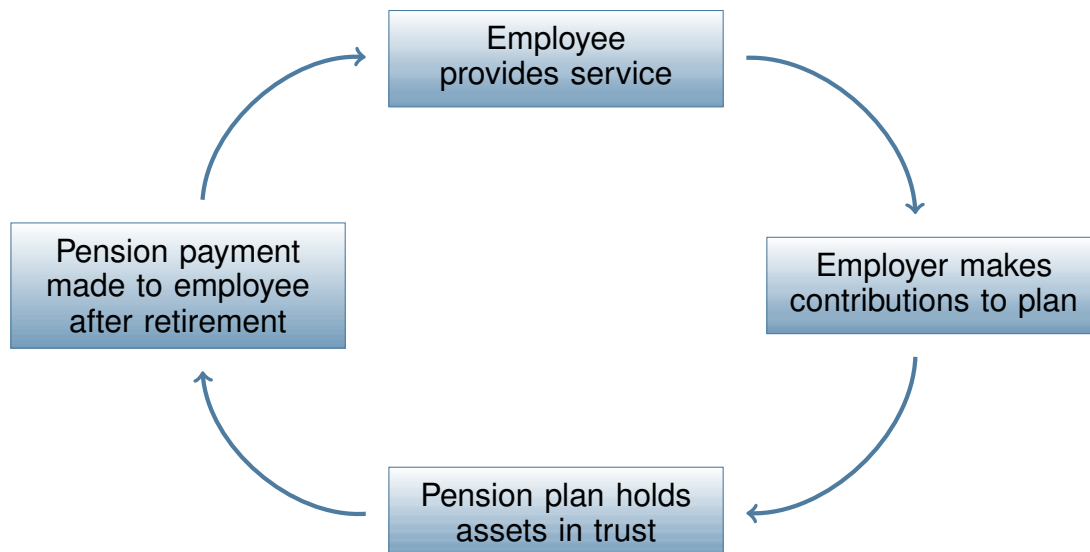 Employee
provides service
Employer makes
contributions to plan
Pension plan holds
assets in trust
Pension payment
made to employee
after retirement